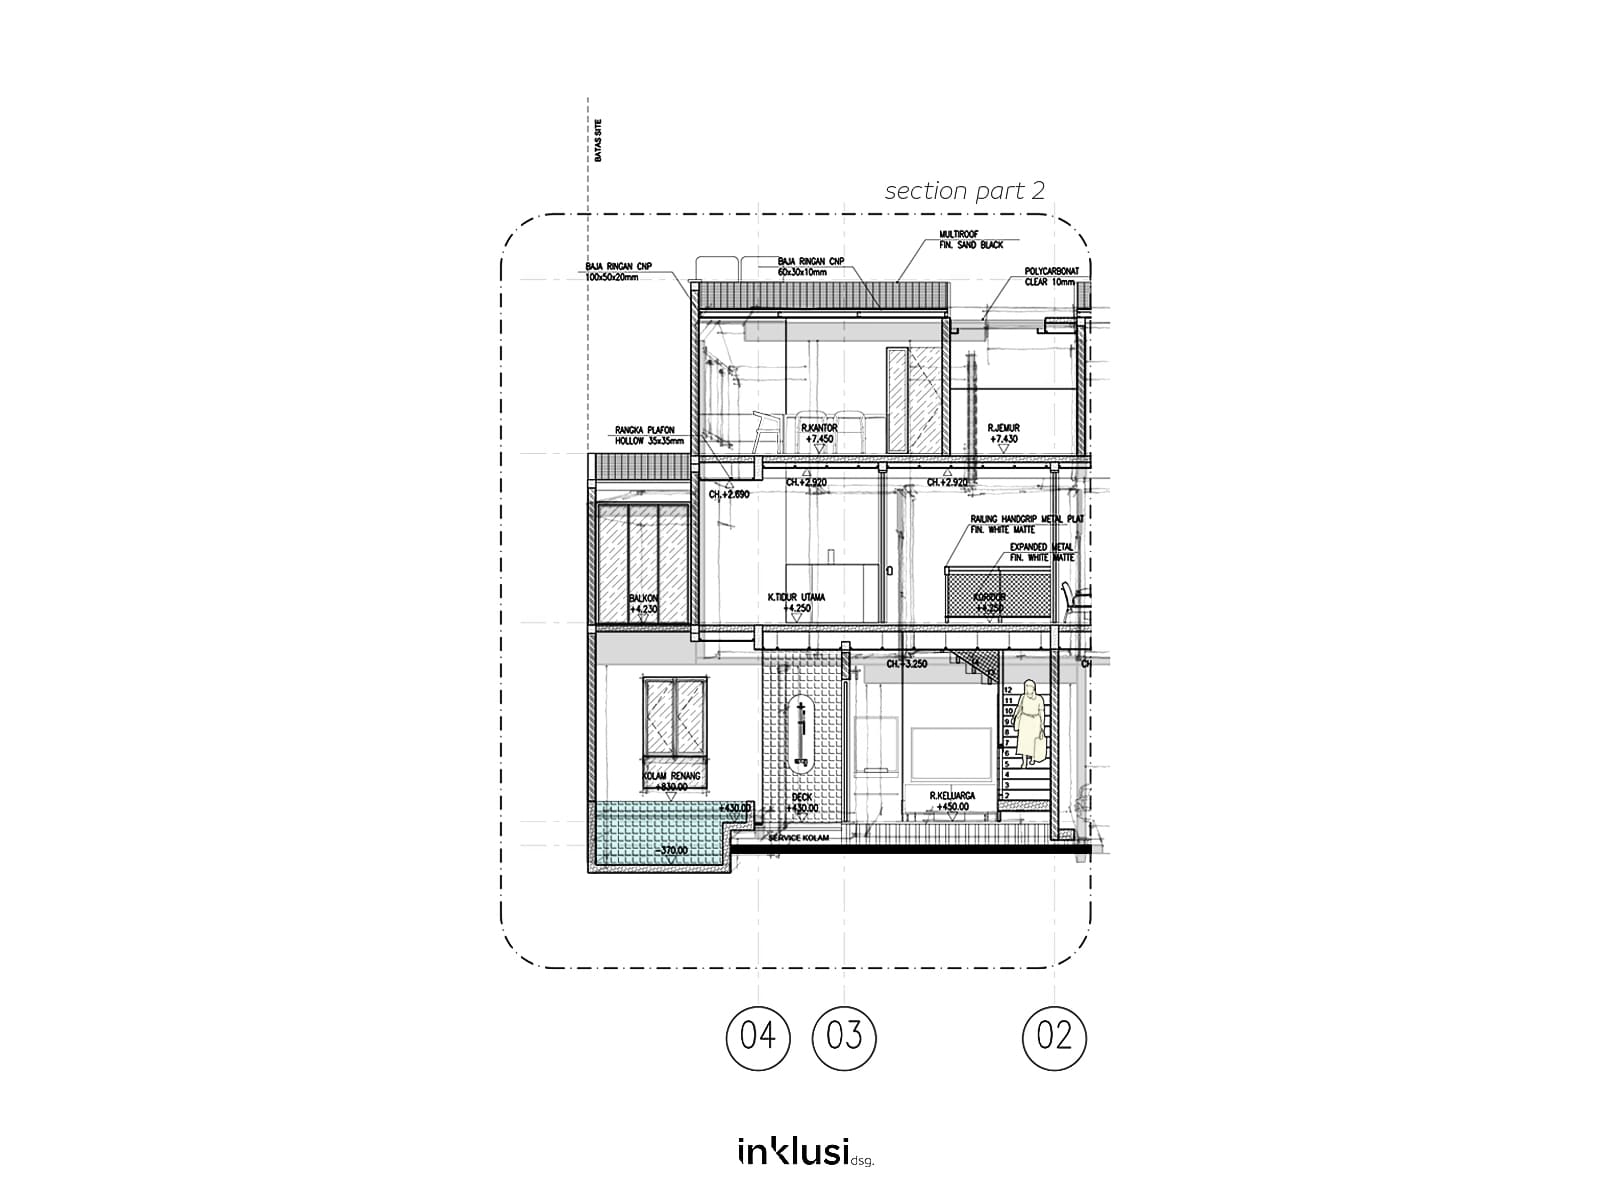 BATAS SITE
section part 2
MULTIROOF
FIN. SAND BLACK
BAJA RINGAN CNP
100x50x20mm
BAJA RINGAN CNP
60x30x10mm
POLYCARBONAT
CLEAR 10mm
RANGKA PLAFON
HOLLOW 35x35mm
R.KANTOR
+7.450
R.JEMUR
+7.430
CH.+2.690
CH.+2.920
CH.+2.920
RAILING HANDGRIP METAL PLAT
FIN. WHITE MATTE
EXPANDED METAL
FIN. WHITE MATTE
BALKON
+4.230
K.TIDUR UTAMA
+4.250
KORIDOR
+4.250
CH.+3.250
CH
12
11
10
9
8
7
6
5
4
3
2
KOLAM RENANG
+830.00
+430.00
DECK
+430.00
R.KELUARGA
+450.00
SERVICE KOLAM
-370.00
04
03
02
inklusi dsg.